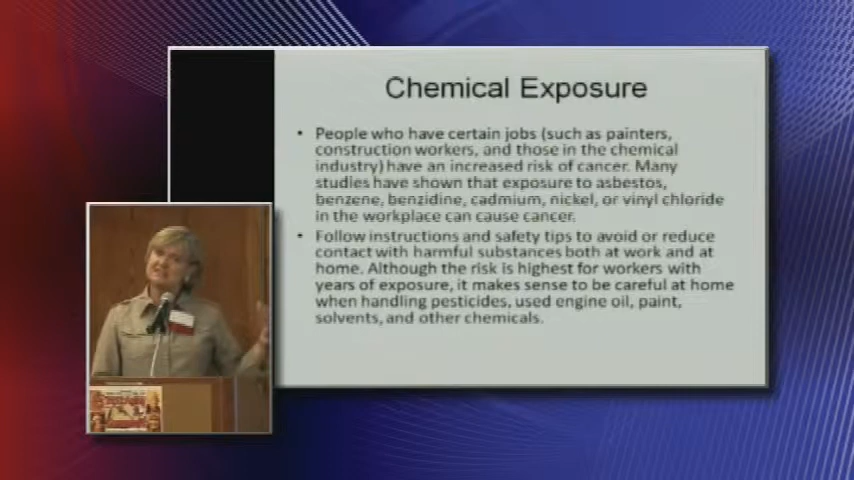 Chemical Exposure
• People who have certain jobs (such as painters,
construction workers, and those in the chemical
industry) have an increased risk of cancer. Many
studies have shown that exposure to asbestos,
benzene, benzidine, cadmium, nickel, or vinyl chloride
in the workplace can cause cancer.
• Follow instructions and safety tips to avoid or reduce
contact with harmful substances both at work and at
home. Although the risk is highest for workers with
years of exposure, it makes sense to be careful at home
when handling pesticides, used engine oil, paint,
solvents, and other chemicals.